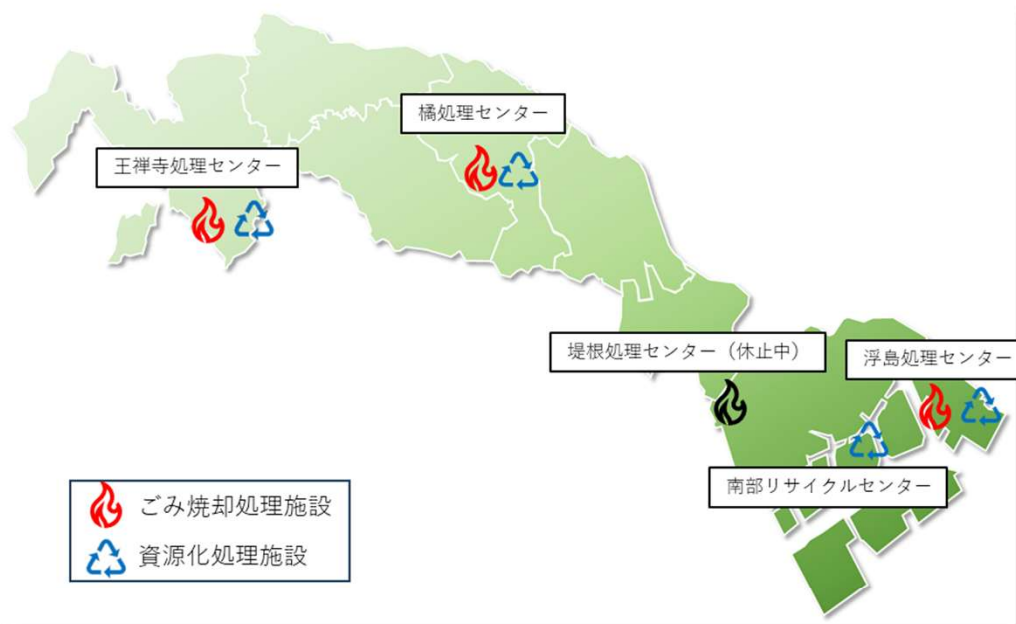 橘処理センター
王禅寺処理センター
堤根処理センター（休止中）
浮島処理センター
南部リサイクルセンター
ごみ焼却処理施設
資源化処理施設